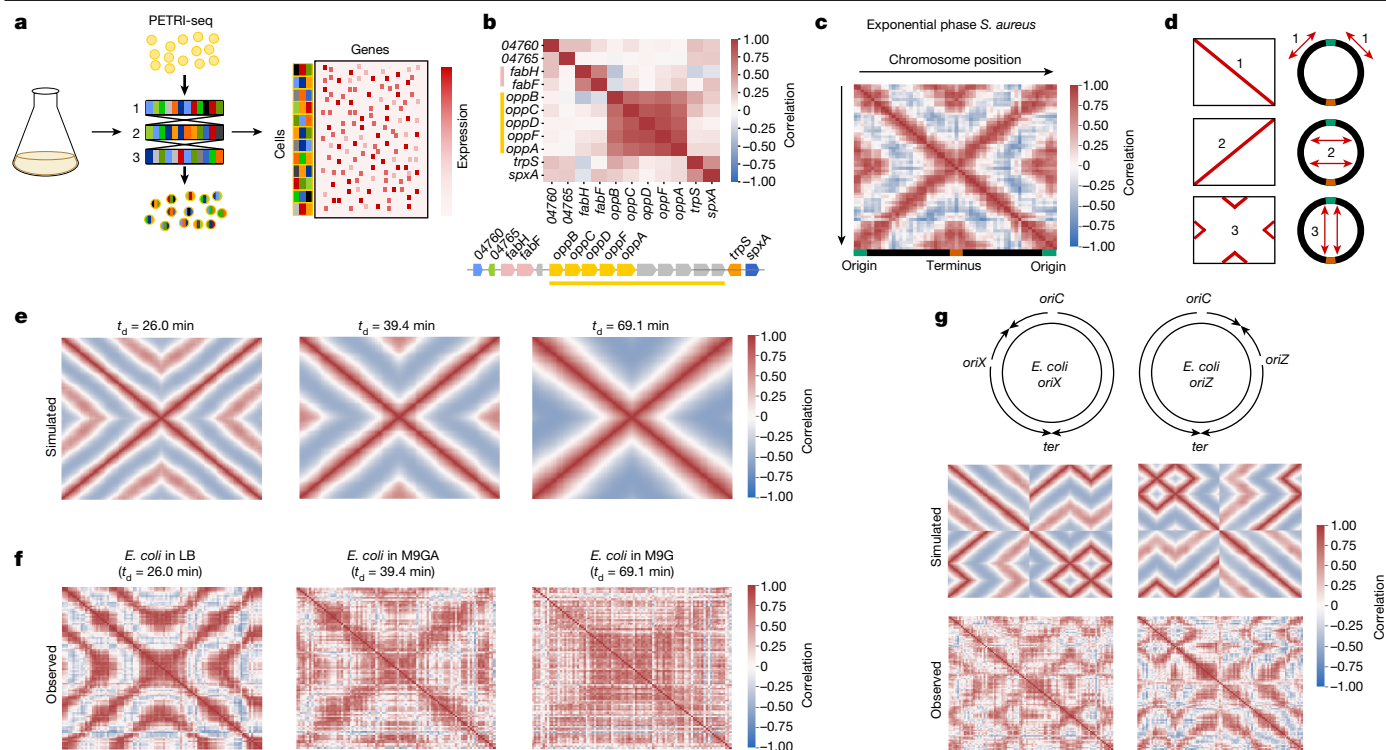 a
PETRI-seq
1
2
3
Genes
Cells
Expression
b
04760
04765
fabH
fabF
oppB
oppC
oppD
oppF
oppA
trpS
spxA
04760
04765
fabH
fabF
oppB
oppC
oppD
oppF
oppA
trpS
spxA
1.00
0.75
0.50
0.25
0
−0.25
−0.50
−0.75
−1.00
Correlation
04760
04765
fabH
fabF
oppB
oppC
oppD
oppF
oppA
trpS
spxA
c
Exponential phase S. aureus
Chromosome position
Origin
Terminus
Origin
1.00
0.75
0.50
0.25
0
−0.25
−0.50
−0.75
−1.00
Correlation
d
1
1
1
2
2
3
3
e
td = 26.0 min
td = 39.4 min
td = 69.1 min
Simulated
1.00
0.75
0.50
0.25
0
−0.25
−0.50
−0.75
−1.00
Correlation
f
E. coli in LB
(td = 26.0 min)
E. coli in M9GA
(td = 39.4 min)
E. coli in M9G
(td = 69.1 min)
Observed
1.00
0.75
0.50
0.25
0
−0.25
−0.50
−0.75
−1.00
Correlation
g
oriC
oriX
E. coli
oriX
ter
oriC
oriZ
E. coli
oriZ
ter
Simulated
Observed
1.00
0.75
0.50
0.25
0
−0.25
−0.50
−0.75
−1.00
Correlation